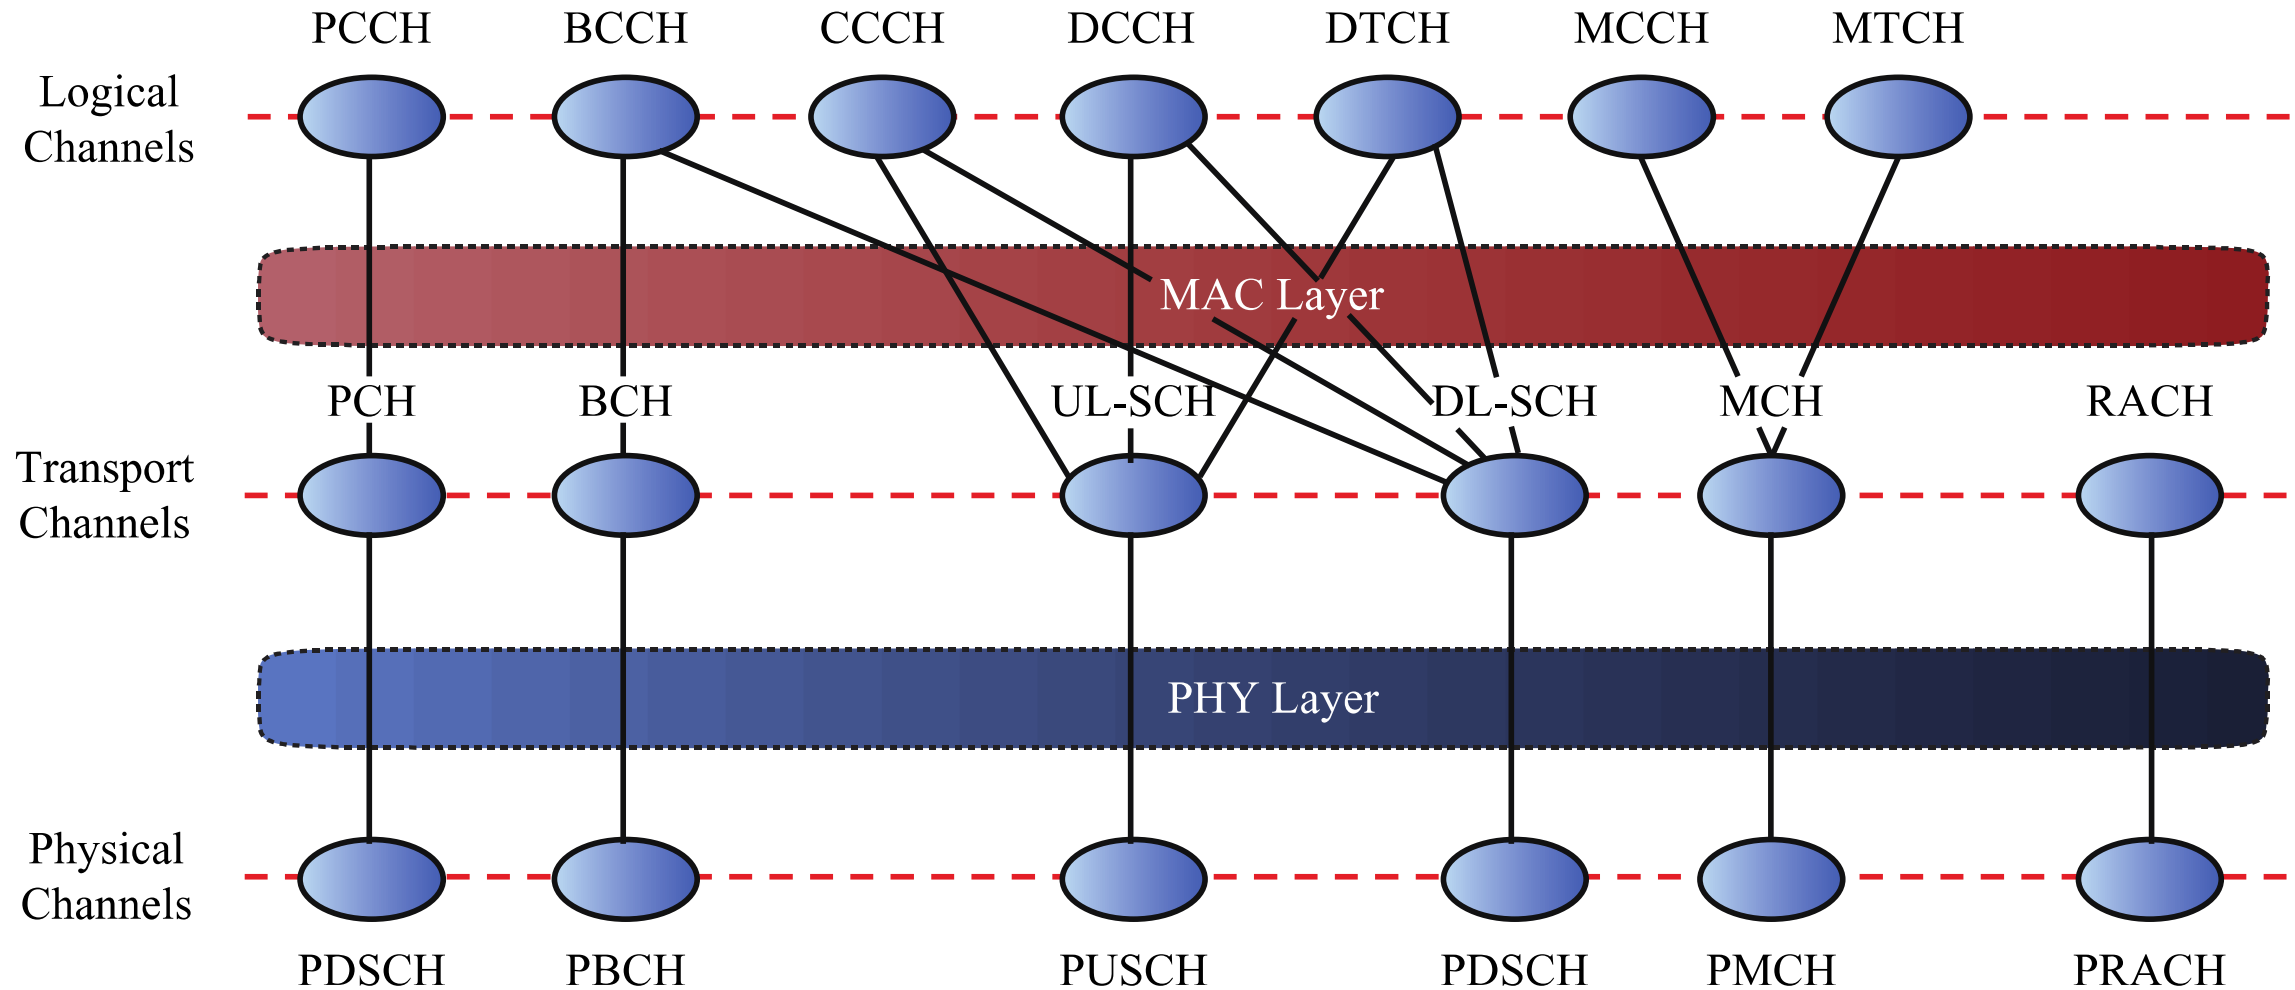 PCCH BCCH CCCH DCCH DTCH MCCH MTCH
Logical
Channels
MAC Layer
PCH BCH UL-SCH DL-SCH MCH RACH
Transport
Channels
PHY Layer
Physical
Channels
PDSCH PBCH PUSCH PDSCH PMCH PRACH